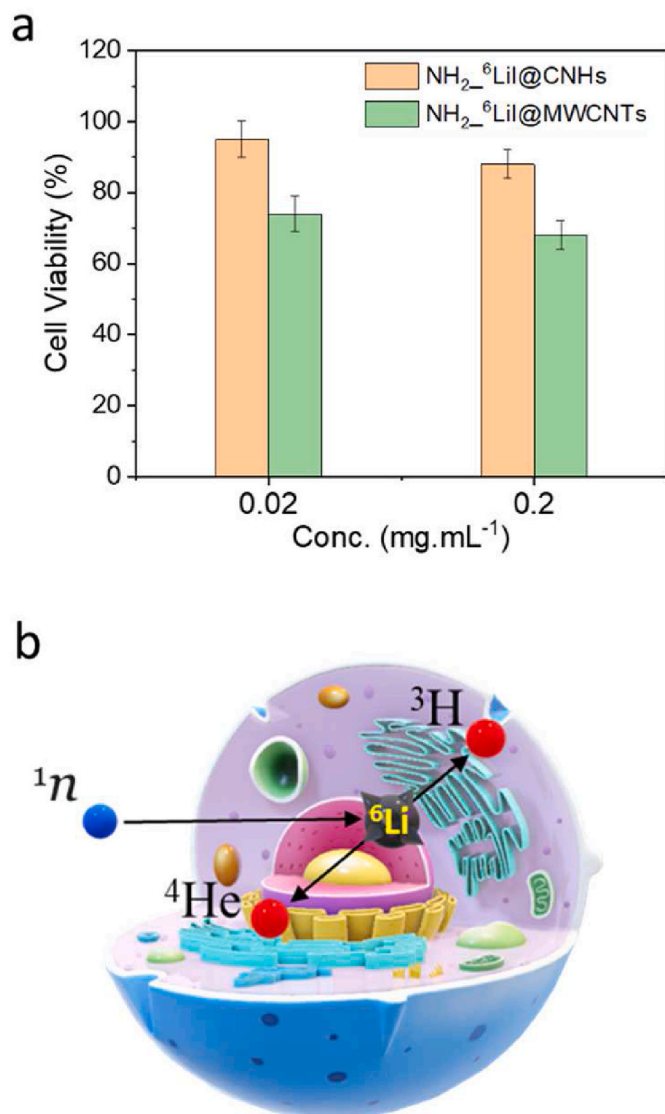 a
120
100
80
60
40
20
0
Cell Viability (%)
NH₂_⁶LiI@CNHs
NH₂_⁶LiI@MWCNTs
0.02 0.2
Conc. (mg.mL⁻¹)
b
³H
¹n
⁶Li
⁴He